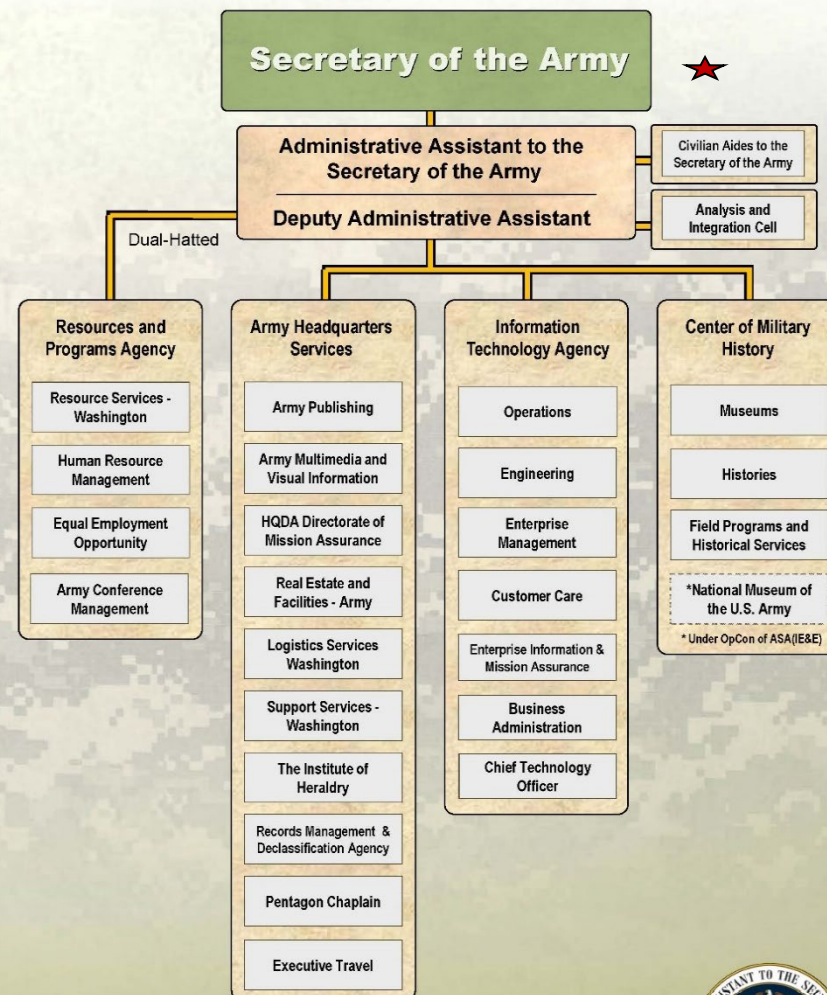 Secretary of the Army
Administrative Assistant to the
Secretary of the Army
Deputy Administrative Assistant
Civilian Aides to the
Secretary of the Army
Analysis and
Integration Cell
Dual-Hatted
Resources and
Programs Agency
Resource Services -
Washington
Human Resource
Management
Equal Employment
Opportunity
Army Conference
Management
Army Headquarters
Services
Army Publishing
Army Multimedia and
Visual Information
HQDA Directorate of
Mission Assurance
Real Estate and
Facilities - Army
Logistics Services
Washington
Support Services -
Washington
The Institute of
Heraldry
Records Management &
Declassification Agency
Pentagon Chaplain
Executive Travel
Information
Technology Agency
Operations
Engineering
Enterprise
Management
Customer Care
Enterprise Information &
Mission Assurance
Business
Administration
Chief Technology
Officer
Center of Military
History
Museums
Histories
Field Programs and
Historical Services
*National Museum of
the U.S. Army
* Under OpCon of ASA(IE&E)
TO THE